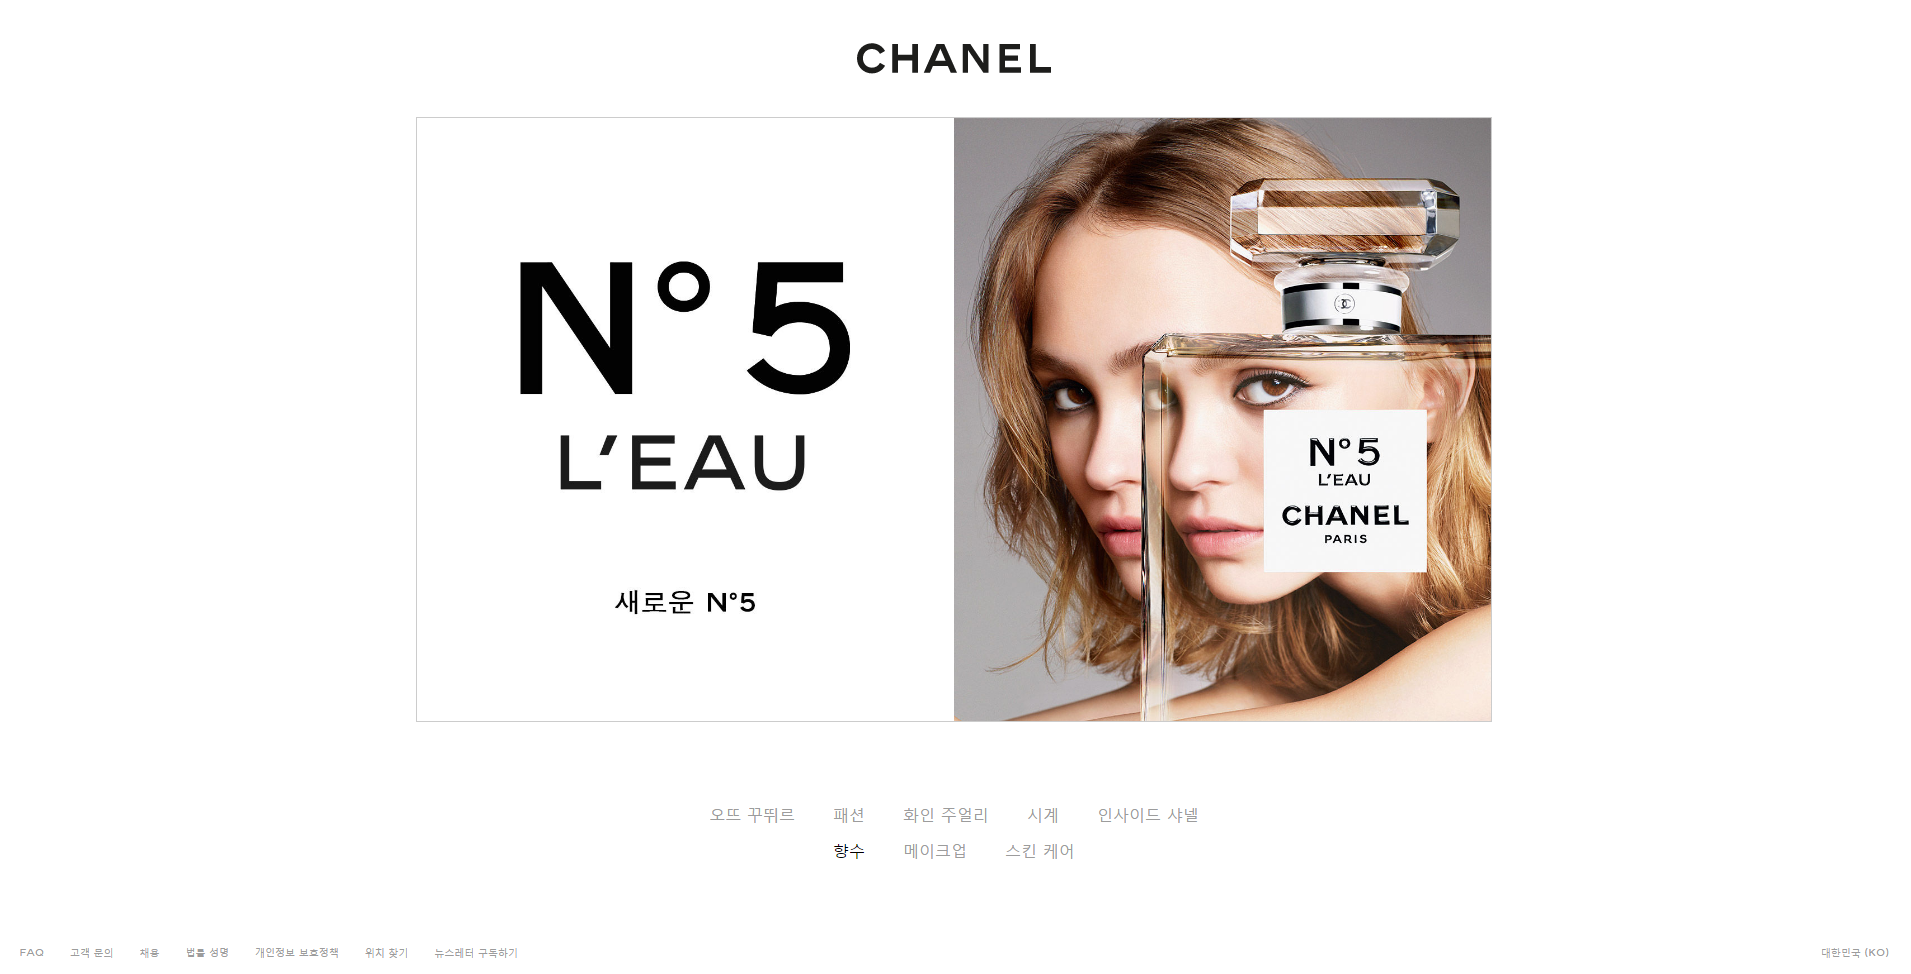 CHANEL
N°5
L'EAU
새로운 N°5
N°5
L'EAU
CHANEL
PARIS
오뜨 꾸뛰르 패션 화인 주얼리 시계 인사이드 샤넬
향수 메이크업 스킨 케어
FAQ 고객 문의 채용 법률 성명 개인정보 보호정책 위치 찾기 뉴스레터 구독하기 대한민국 (KO)